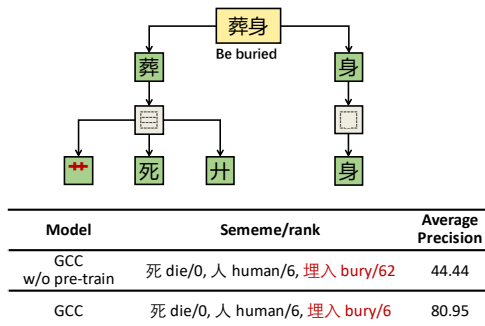 葬身
Be buried
葬 身
艹 死 廾 身
Model Sememe/rank Average Precision
GCC w/o pre-train 死 die/0, 人 human/6, 埋入 bury/62 44.44
GCC 死 die/0, 人 human/6, 埋入 bury/6 80.95